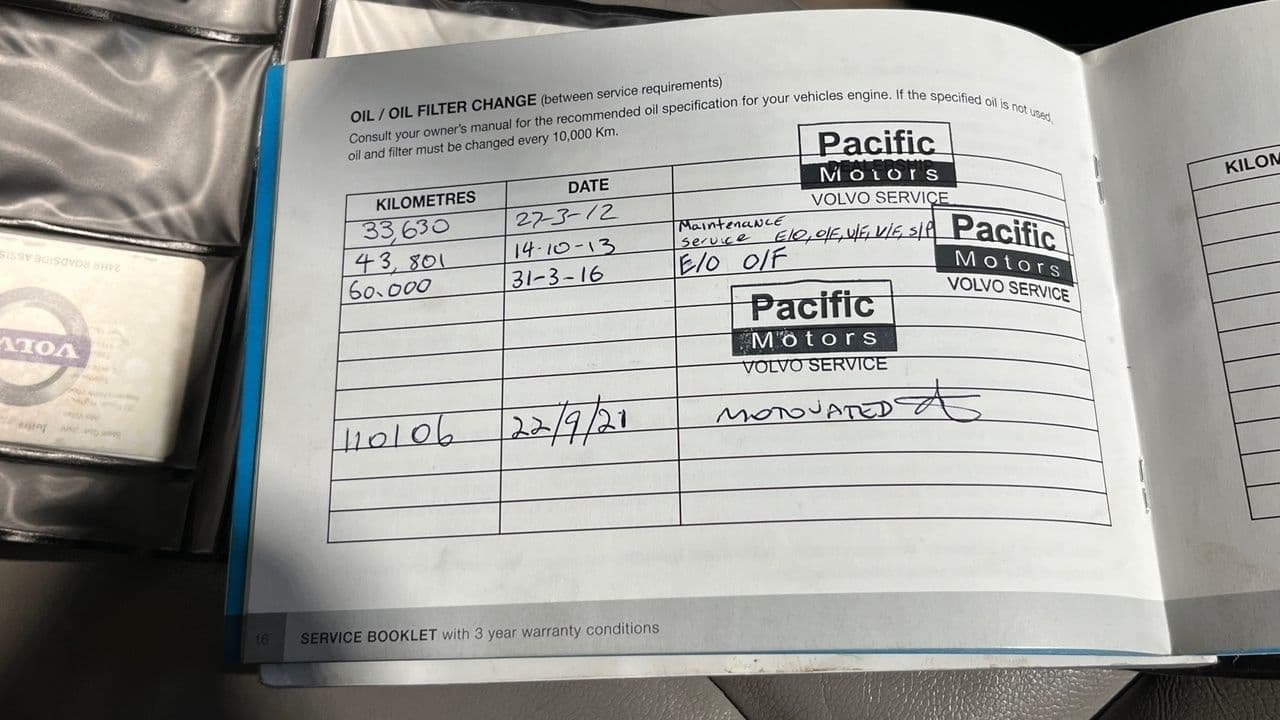 OIL / OIL FILTER CHANGE (between service requirements)
Consult your owner's manual for the recommended oil specification for your vehicles engine. If the specified oil is not used,
oil and filter must be changed every 10,000 Km.
KILOMETRES DATE
Pacific
Motors
VOLVO SERVICE
33,630 27-3-12 Maintenance
service E/O, O/F, V/F, S/P
43,801 14-10-13 E/O O/F
60.000 31-3-16
Pacific
Motors
VOLVO SERVICE
Pacific
Motors
VOLVO SERVICE
110106 22/9/21 MOTOVATED
16 SERVICE BOOKLET with 3 year warranty conditions
KILOM
24HR ROADSIDE ASSIS
VOLV